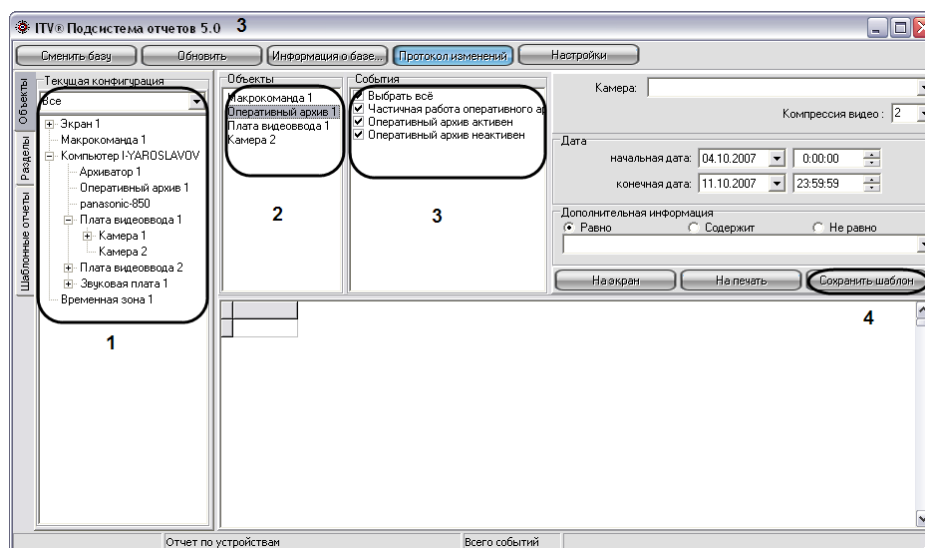 ITV® Подсистема отчетов 5.0 3
Сменить базу Обновить Информация о базе... Протокол изменений Настройки
Объекты
Разделы
Шаблонные отчеты
Текущая конфигурация
Все
Экран 1
Макрокоманда 1
Компьютер I-YAROSLAVOV
Архиватор 1
Оперативный архив 1
panasonic-850
Плата видеоввода 1
Камера 1
Камера 2
Плата видеоввода 2
Звуковая плата 1
Временная зона 1
1
Объекты
Макрокоманда 1
Оперативный архив 1
Плата видеоввода 1
Камера 2
2
События
Выбрать всё
Частичная работа оперативного ар
Оперативный архив активен
Оперативный архив неактивен
3
Камера:
Компрессия видео : 2
Дата
начальная дата: 04.10.2007 0:00:00
конечная дата: 11.10.2007 23:59:59
Дополнительная информация
Равно Содержит Не равно
На экран На печать Сохранить шаблон
4
Отчет по устройствам Всего событий